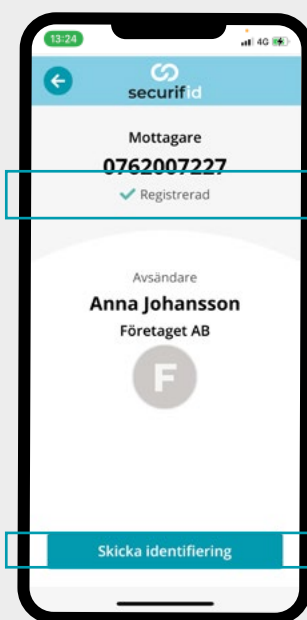 13:24
4G
securifid
Mottagare
0762007227
Registrerad
Avsändare
Anna Johansson
Företaget AB
F
Skicka identifiering